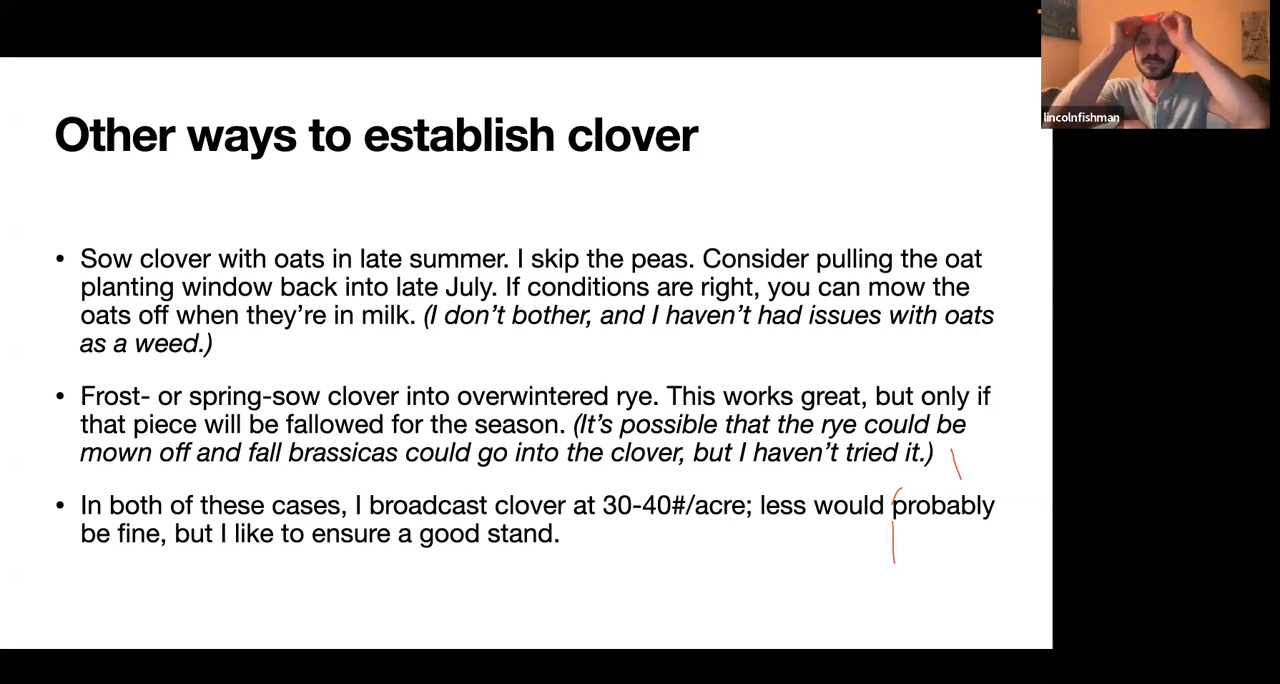 lincolnfishman
Other ways to establish clover
• Sow clover with oats in late summer. I skip the peas. Consider pulling the oat
planting window back into late July. If conditions are right, you can mow the
oats off when they’re in milk. (I don’t bother, and I haven’t had issues with oats
as a weed.)
• Frost- or spring-sow clover into overwintered rye. This works great, but only if
that piece will be fallowed for the season. (It’s possible that the rye could be
mown off and fall brassicas could go into the clover, but I haven’t tried it.)
• In both of these cases, I broadcast clover at 30-40#/acre; less would probably
be fine, but I like to ensure a good stand.